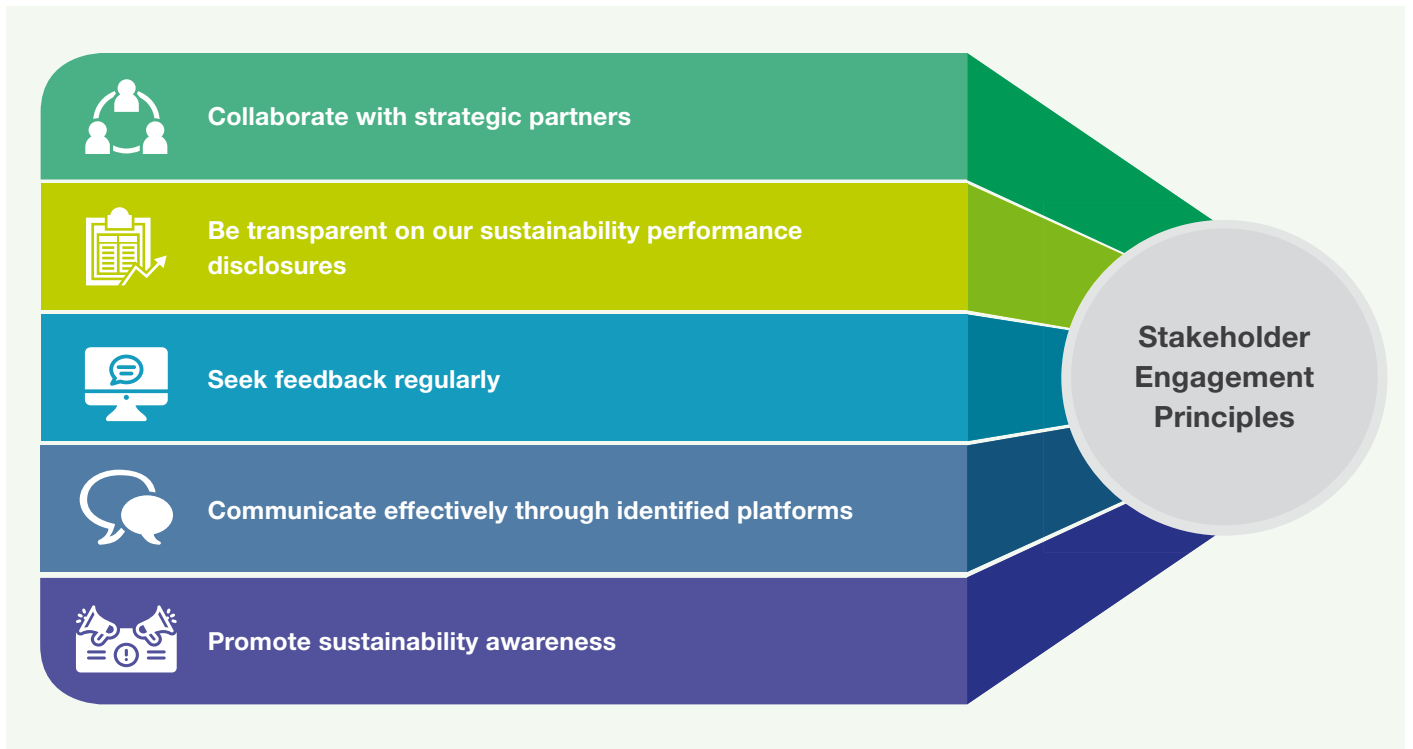 Collaborate with strategic partners
Be transparent on our sustainability performance
disclosures
Seek feedback regularly
Communicate effectively through identified platforms
Promote sustainability awareness
Stakeholder
Engagement
Principles